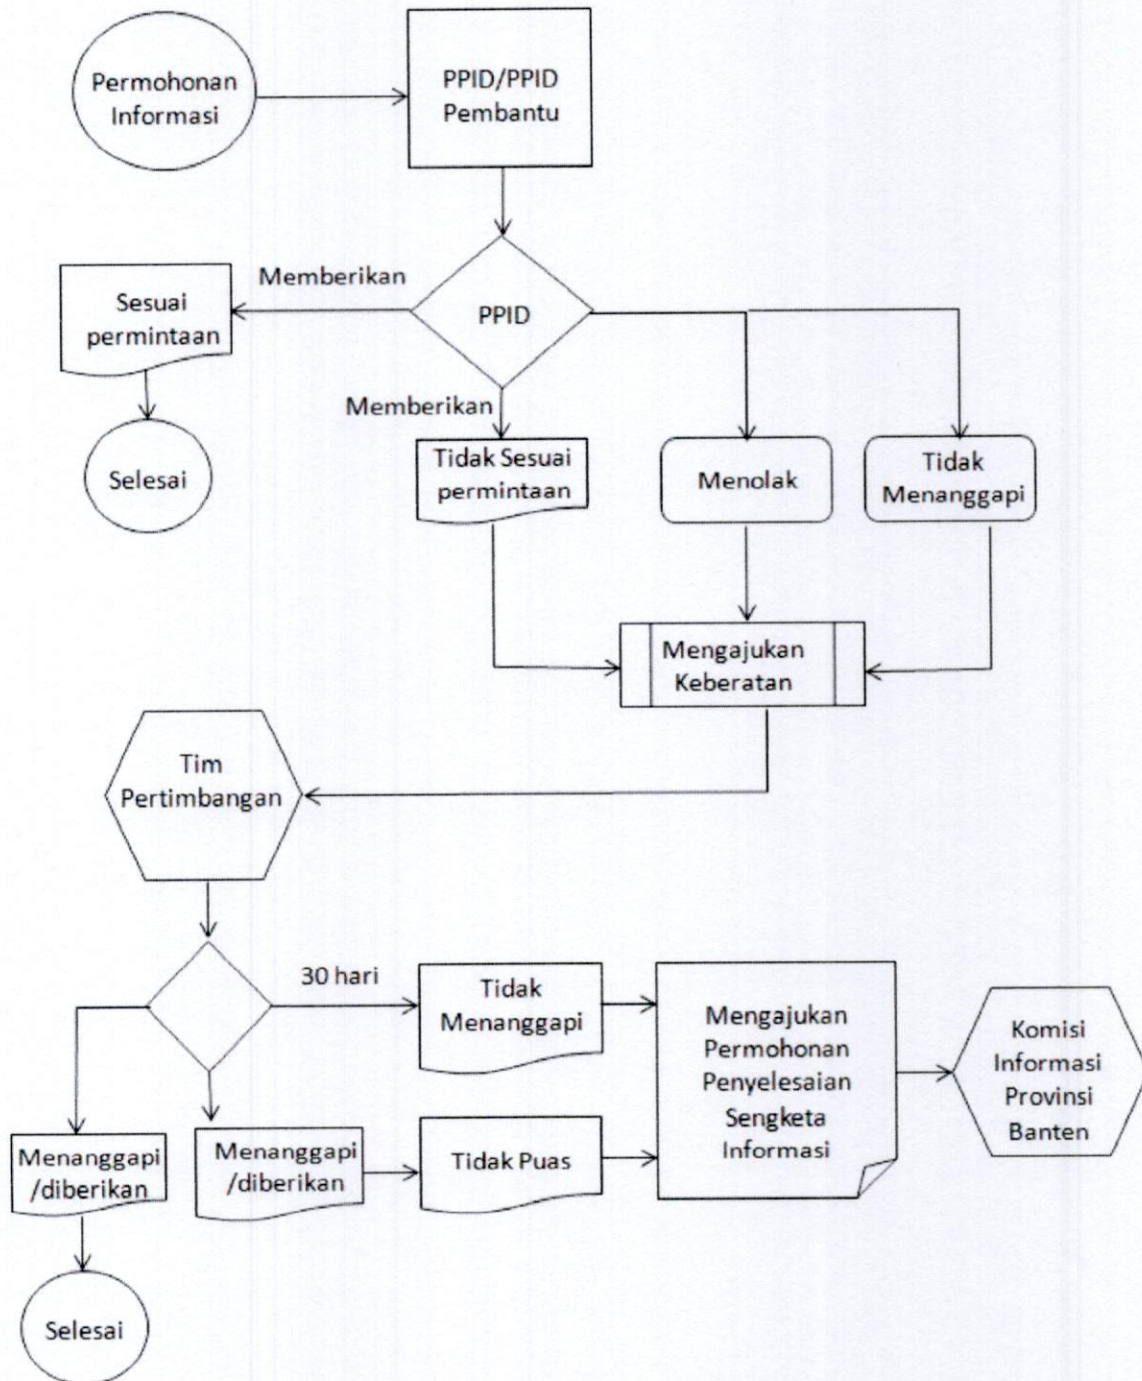 Permohonan
Informasi
PPID/PPID
Pembantu
Memberikan
Sesuai
permintaan
PPID
Memberikan
Selesai
Tidak Sesuai
permintaan
Menolak
Tidak
Menanggapi
Mengajukan
Keberatan
Tim
Pertimbangan
30 hari
Tidak
Menanggapi
Mengajukan
Permohonan
Penyelesaian
Sengketa
Informasi
Komisi
Informasi
Provinsi
Banten
Menanggapi
/diberikan
Menanggapi
/diberikan
Tidak Puas
Selesai